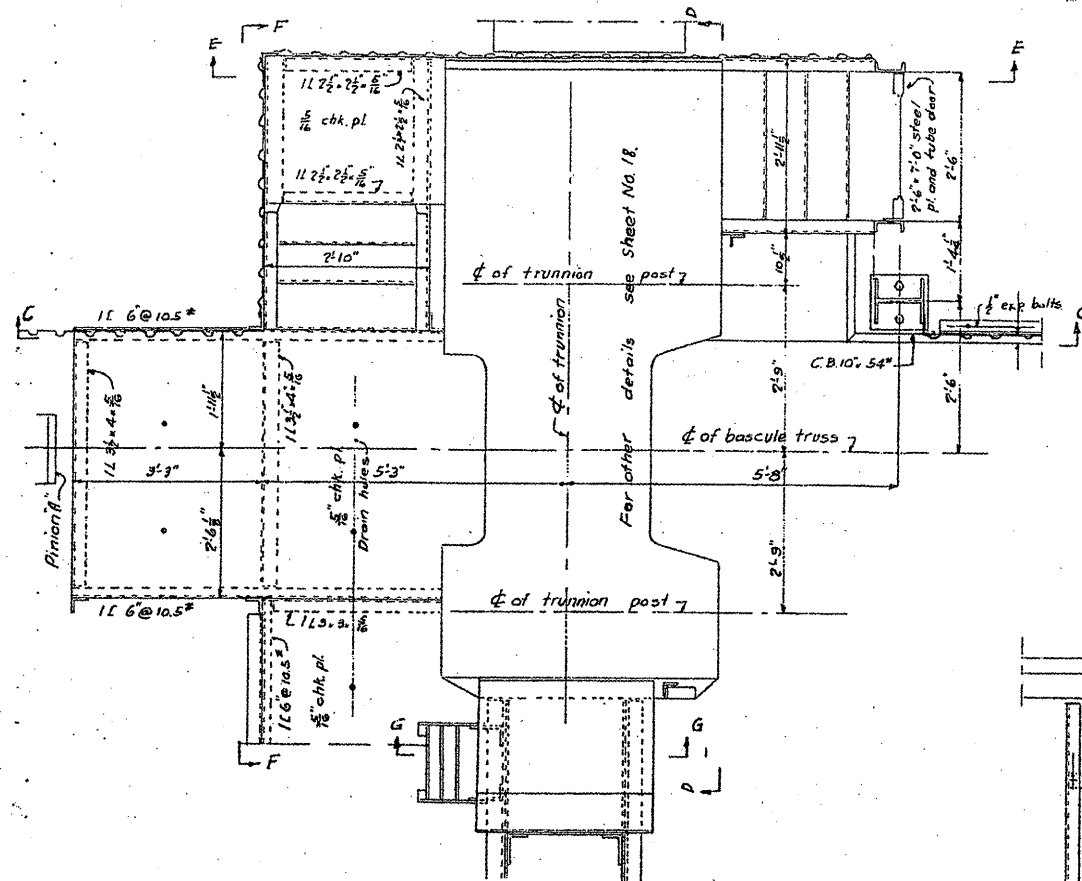 F
D
E
E
1L 2½"×2½"×5/16"
5/16" chk. pl.
1L 2½"×2½"×5/16"
1L 2½"×2½"×5/16"
2'-10"
2'-11½"
2'-6"×7'-0" steel
pl. and tube door
2'-6"
1'-4½"
10½"
℄ of trunnion post
℄ of trunnion
For other details see Sheet No. 18.
½" exp. bolts.
C
C
1[ 6"@10.5#
C.B. 10"×54#
2'-9"
2'-6"
1L 3½"×4"×5/16"
1'-11½"
1L 3½"×4"×5/16"
℄ of bascule truss
3'-3"
5'-3"
5'-8"
Pinion "A"
2'-6½"
5/16" chk. pl.
Drain holes
2'-9"
1[ 6"@10.5#
℄ of trunnion post
1L 3"×3"×5/16"
1[ 6"@10.5#
5/16" chk. pl.
G
G
F
D